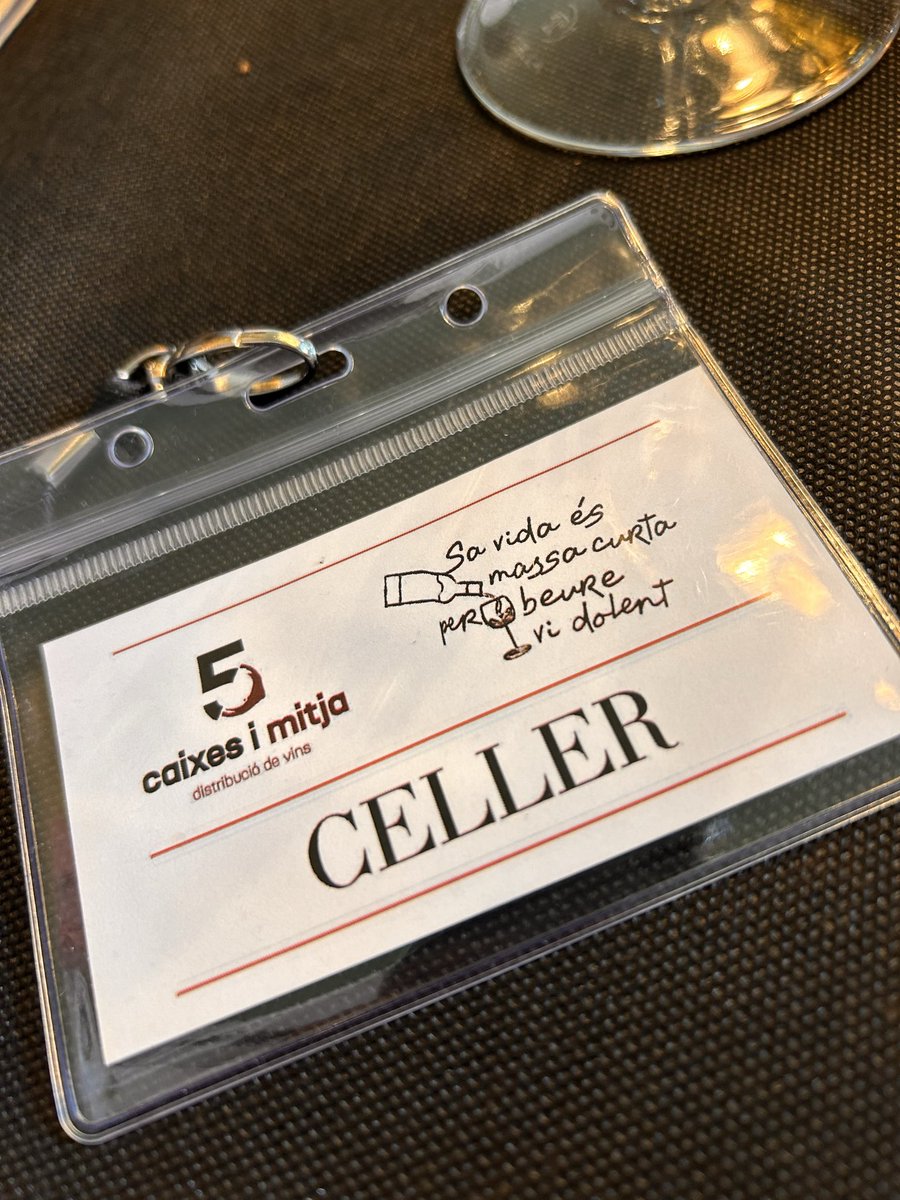 5
caixes i mitja
distribució de vins
Sa vida és
massa curta
per beure
vi dolent
CELLER